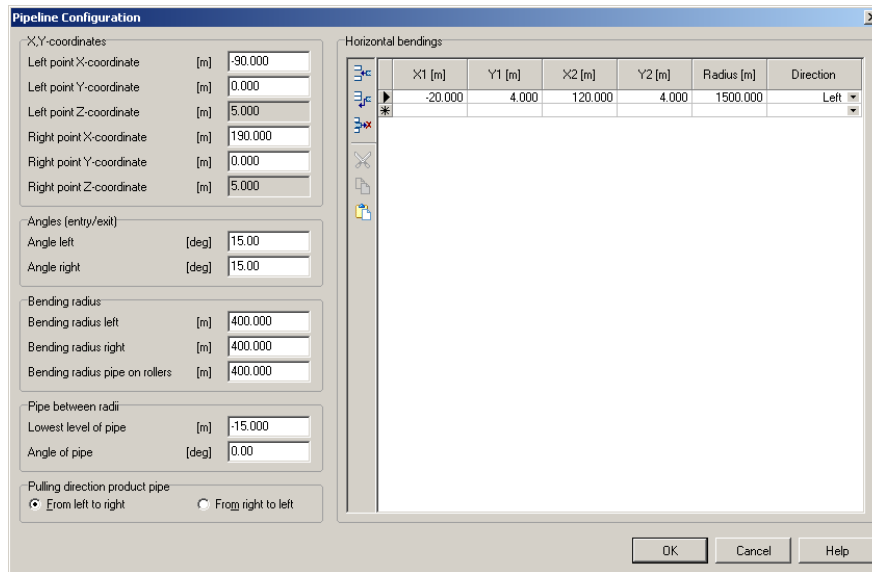 Pipeline Configuration
X,Y-coordinates
Left point X-coordinate [m] -90.000
Left point Y-coordinate [m] 0.000
Left point Z-coordinate [m] 5.000
Right point X-coordinate [m] 190.000
Right point Y-coordinate [m] 0.000
Right point Z-coordinate [m] 5.000
Angles (entry/exit)
Angle left [deg] 15.00
Angle right [deg] 15.00
Bending radius
Bending radius left [m] 400.000
Bending radius right [m] 400.000
Bending radius pipe on rollers [m] 400.000
Pipe between radii
Lowest level of pipe [m] -15.000
Angle of pipe [deg] 0.00
Pulling direction product pipe
From left to right From right to left
Horizontal bendings
X1 [m] Y1 [m] X2 [m] Y2 [m] Radius [m] Direction
-20.000 4.000 120.000 4.000 1500.000 Left
OK Cancel Help